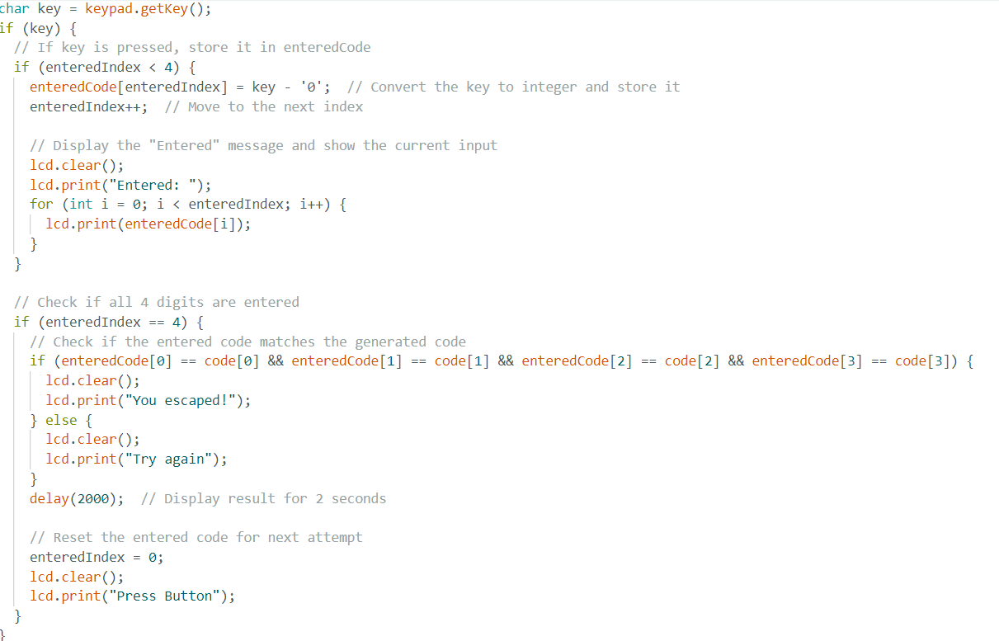 char key = keypad.getKey();
if (key) {
  // If key is pressed, store it in enteredCode
  if (enteredIndex < 4) {
    enteredCode[enteredIndex] = key - '0';  // Convert the key to integer and store it
    enteredIndex++;  // Move to the next index

    // Display the "Entered" message and show the current input
    lcd.clear();
    lcd.print("Entered: ");
    for (int i = 0; i < enteredIndex; i++) {
      lcd.print(enteredCode[i]);
    }
  }

  // Check if all 4 digits are entered
  if (enteredIndex == 4) {
    // Check if the entered code matches the generated code
    if (enteredCode[0] == code[0] && enteredCode[1] == code[1] && enteredCode[2] == code[2] && enteredCode[3] == code[3]) {
      lcd.clear();
      lcd.print("You escaped!");
    } else {
      lcd.clear();
      lcd.print("Try again");
    }
    delay(2000);  // Display result for 2 seconds

    // Reset the entered code for next attempt
    enteredIndex = 0;
    lcd.clear();
    lcd.print("Press Button");
  }
}